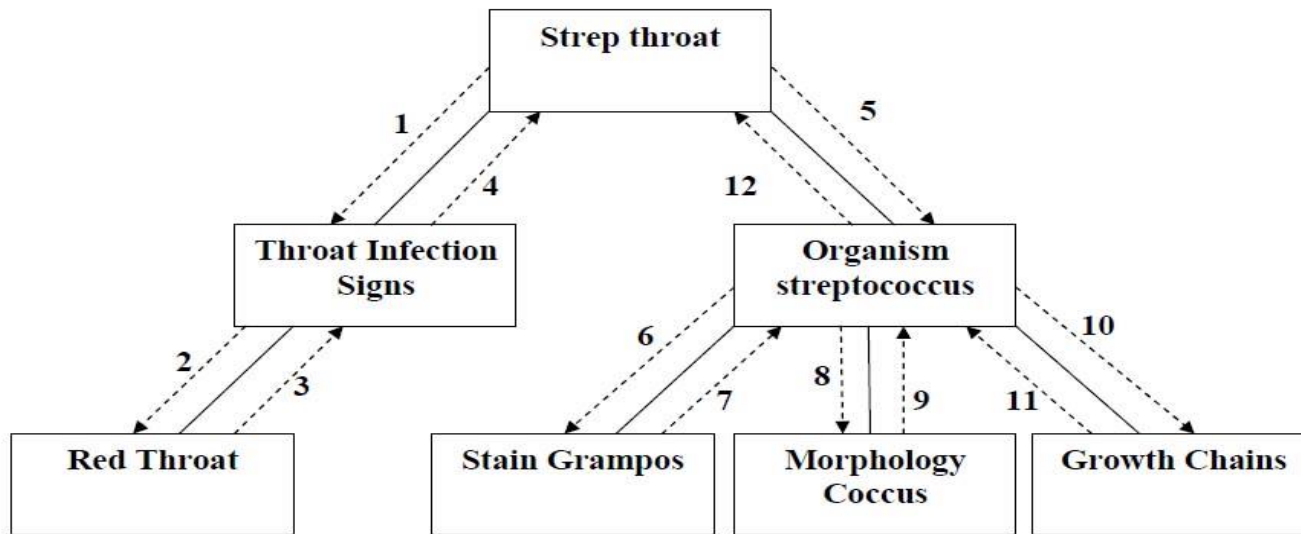 Strep throat
1
5
4
12
Throat Infection
Signs
Organism
streptococcus
2
3
6
7
8
9
10
11
Red Throat
Stain Grampos
Morphology
Coccus
Growth Chains